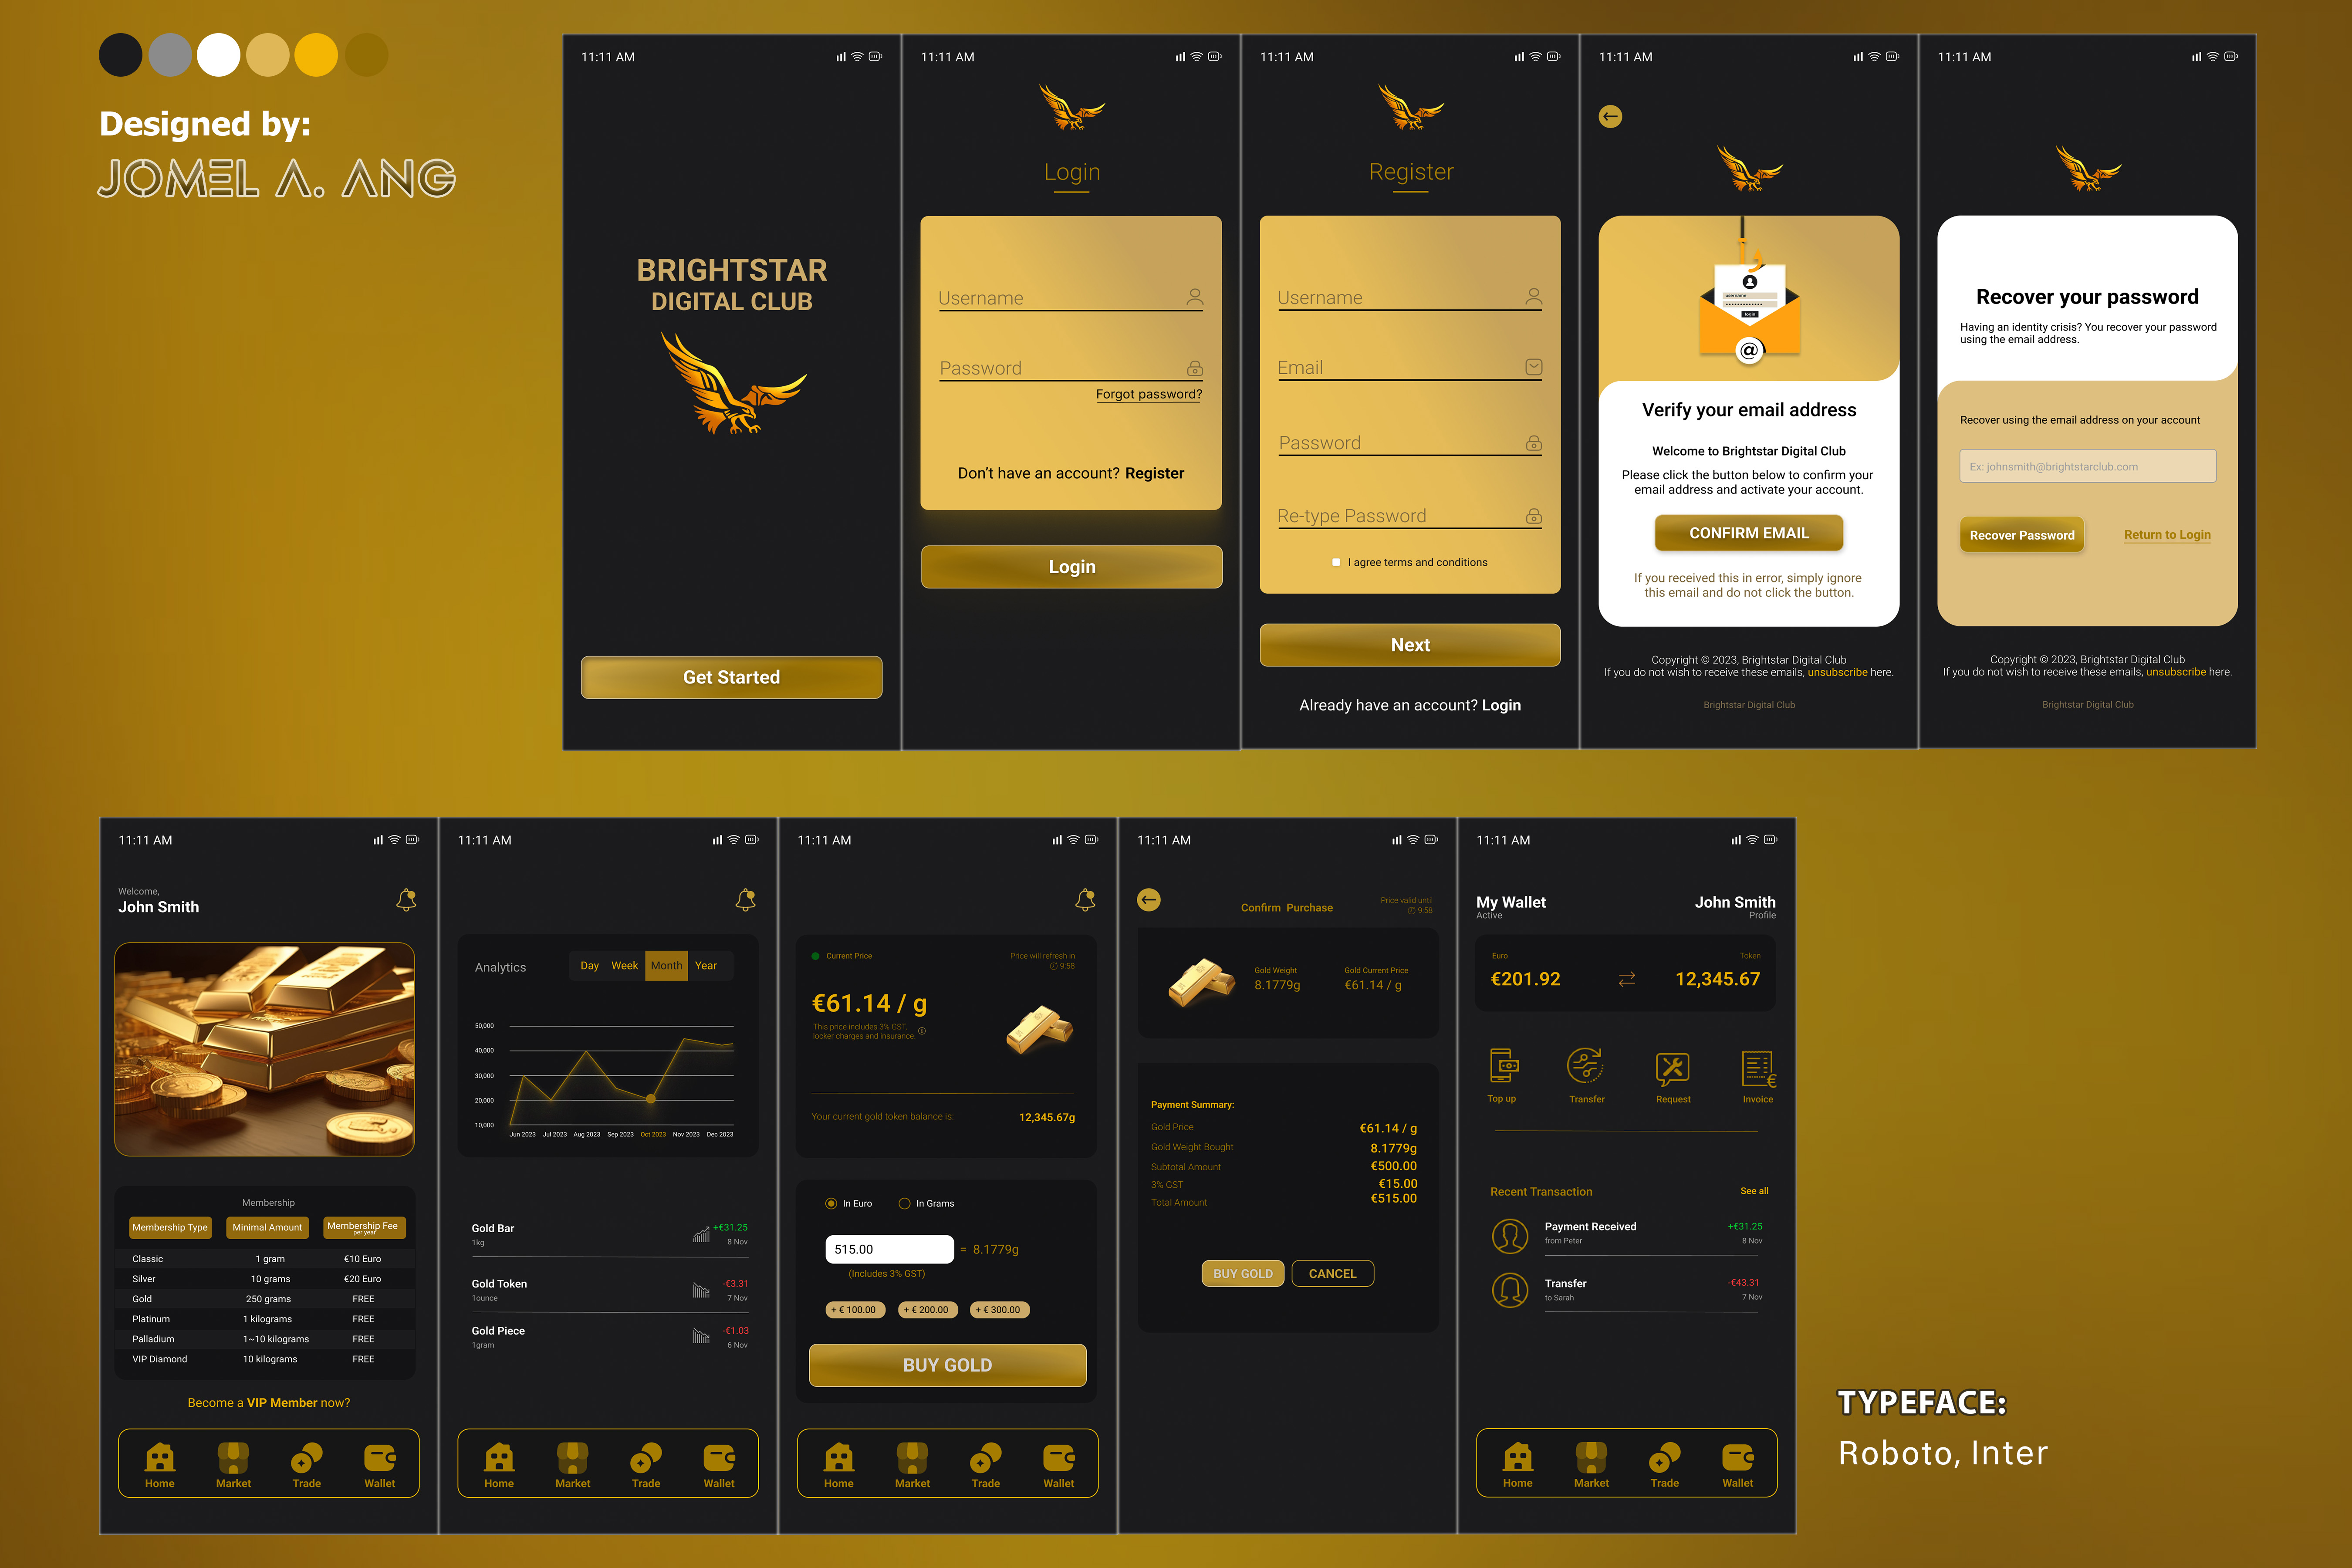 Designed by:
JOMEL A. ANG
11:11 AM
BRIGHTSTAR
DIGITAL CLUB
Get Started
11:11 AM
Login
Username
Password
Forgot password?
Don't have an account? Register
Login
11:11 AM
Register
Username
Email
Password
Re-type Password
I agree terms and conditions
Next
Already have an account? Login
11:11 AM
username
login
@
Verify your email address
Welcome to Brightstar Digital Club
Please click the button below to confirm your
email address and activate your account.
CONFIRM EMAIL
If you received this in error, simply ignore
this email and do not click the button.
Copyright © 2023, Brightstar Digital Club
If you do not wish to receive these emails, unsubscribe here.
Brightstar Digital Club
11:11 AM
Recover your password
Having an identity crisis? You recover your password
using the email address.
Recover using the email address on your account
Ex: johnsmith@brightstarclub.com
Recover Password
Return to Login
Copyright © 2023, Brightstar Digital Club
If you do not wish to receive these emails, unsubscribe here.
Brightstar Digital Club
11:11 AM
Welcome,
John Smith
Membership
Membership Type Minimal Amount Membership Fee
per year
Classic 1 gram €10 Euro
Silver 10 grams €20 Euro
Gold 250 grams FREE
Platinum 1 kilograms FREE
Palladium 1~10 kilograms FREE
VIP Diamond 10 kilograms FREE
Become a VIP Member now?
Home Market Trade Wallet
11:11 AM
Analytics Day Week Month Year
50,000
40,000
30,000
20,000
10,000
Jun 2023 Jul 2023 Aug 2023 Sep 2023 Oct 2023 Nov 2023 Dec 2023
Gold Bar +€31.25
1kg 8 Nov
Gold Token -€3.31
1ounce 7 Nov
Gold Piece -€1.03
1gram 6 Nov
Home Market Trade Wallet
11:11 AM
Current Price Price will refresh in
9:58
€61.14 / g
This price includes 3% GST,
locker charges and insurance.
Your current gold token balance is: 12,345.67g
In Euro In Grams
515.00 = 8.1779g
(Includes 3% GST)
+ € 100.00 + € 200.00 + € 300.00
BUY GOLD
Home Market Trade Wallet
11:11 AM
Confirm Purchase
Price valid until
9:58
Gold Weight Gold Current Price
8.1779g €61.14 / g
Payment Summary:
Gold Price €61.14 / g
Gold Weight Bought 8.1779g
Subtotal Amount €500.00
3% GST €15.00
Total Amount €515.00
BUY GOLD CANCEL
11:11 AM
My Wallet John Smith
Active Profile
Euro Token
€201.92 12,345.67
Top up Transfer Request Invoice
Recent Transaction See all
Payment Received +€31.25
from Peter 8 Nov
Transfer -€43.31
to Sarah 7 Nov
Home Market Trade Wallet
TYPEFACE:
Roboto, Inter